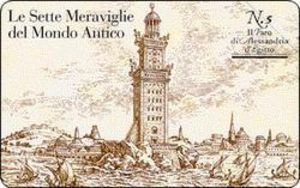 Le Sette Meraviglie
del Mondo Antico
N.5
Il Faro
di Alessandria
d'Egitto